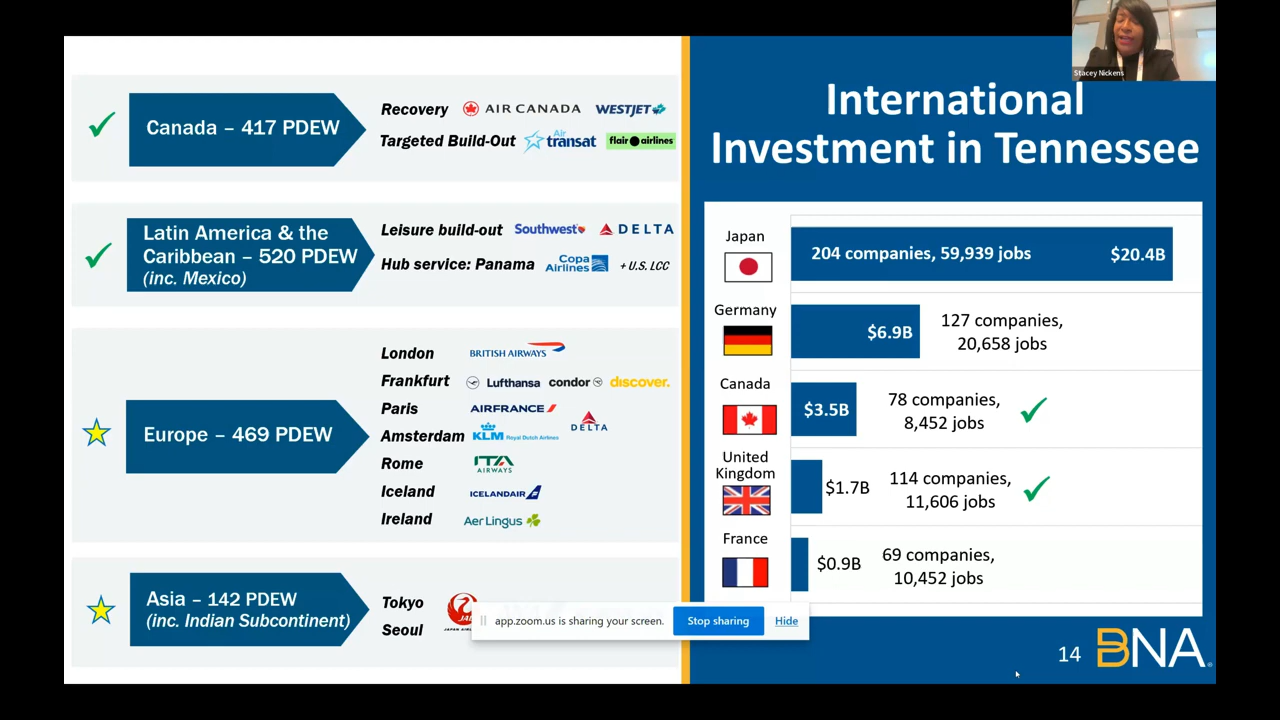 Stacey Nickens
Canada – 417 PDEW
Recovery AIR CANADA WESTJET
Targeted Build-Out Air transat flair airlines
Latin America & the
Caribbean – 520 PDEW
(inc. Mexico)
Leisure build-out Southwest DELTA
Hub service: Panama Copa Airlines + U.S. LCC
Europe – 469 PDEW
London BRITISH AIRWAYS
Frankfurt Lufthansa condor discover.
Paris AIRFRANCE
DELTA
Amsterdam KLM Royal Dutch Airlines
Rome ITA AIRWAYS
Iceland ICELANDAIR
Ireland Aer Lingus
Asia – 142 PDEW
(inc. Indian Subcontinent)
Tokyo JAL
Seoul
International
Investment in Tennessee
Japan
204 companies, 59,939 jobs $20.4B
Germany
$6.9B 127 companies,
20,658 jobs
Canada
$3.5B 78 companies,
8,452 jobs
United
Kingdom
$1.7B 114 companies,
11,606 jobs
France
$0.9B 69 companies,
10,452 jobs
app.zoom.us is sharing your screen. Stop sharing Hide
14 BNA